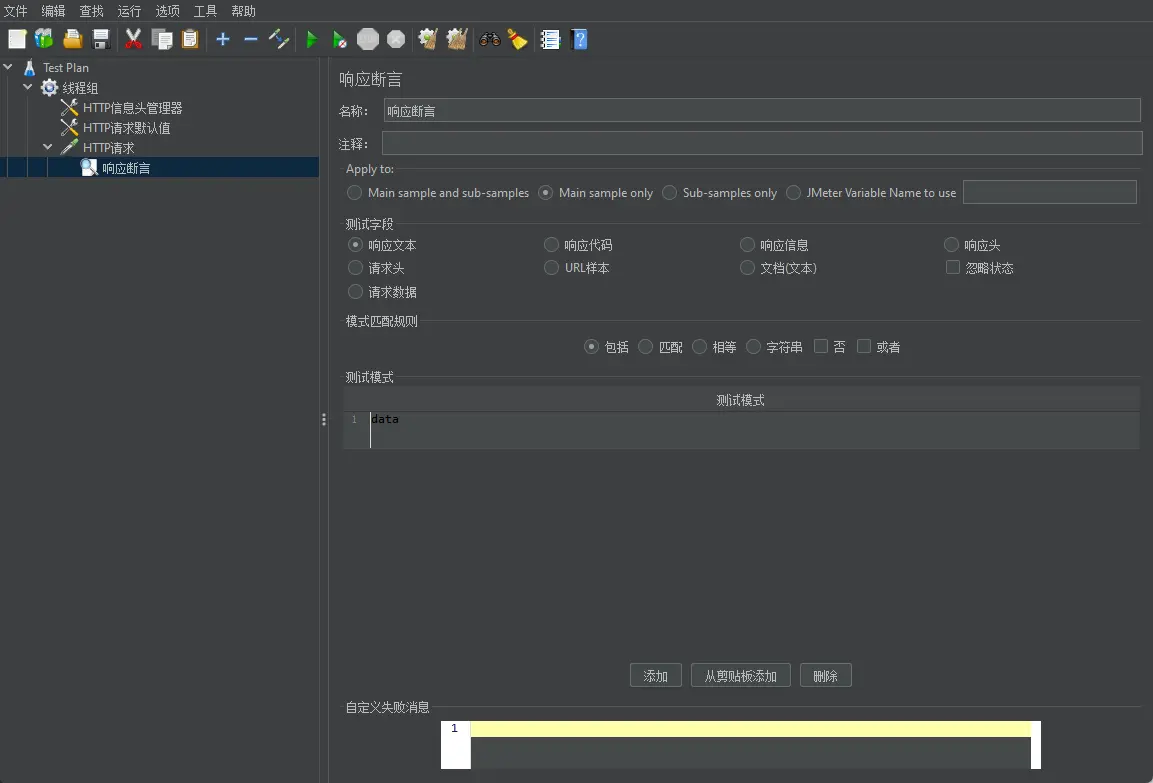 文件 编辑 查找 运行 选项 工具 帮助
Test Plan
线程组
HTTP信息头管理器
HTTP请求默认值
HTTP请求
响应断言
响应断言
名称： 响应断言
注释：
Apply to:
Main sample and sub-samples Main sample only Sub-samples only JMeter Variable Name to use
测试字段
响应文本 响应代码 响应信息 响应头
请求头 URL样本 文档(文本) 忽略状态
请求数据
模式匹配规则
包括 匹配 相等 字符串 否 或者
测试模式
测试模式
1 data
添加 从剪贴板添加 删除
自定义失败消息
1